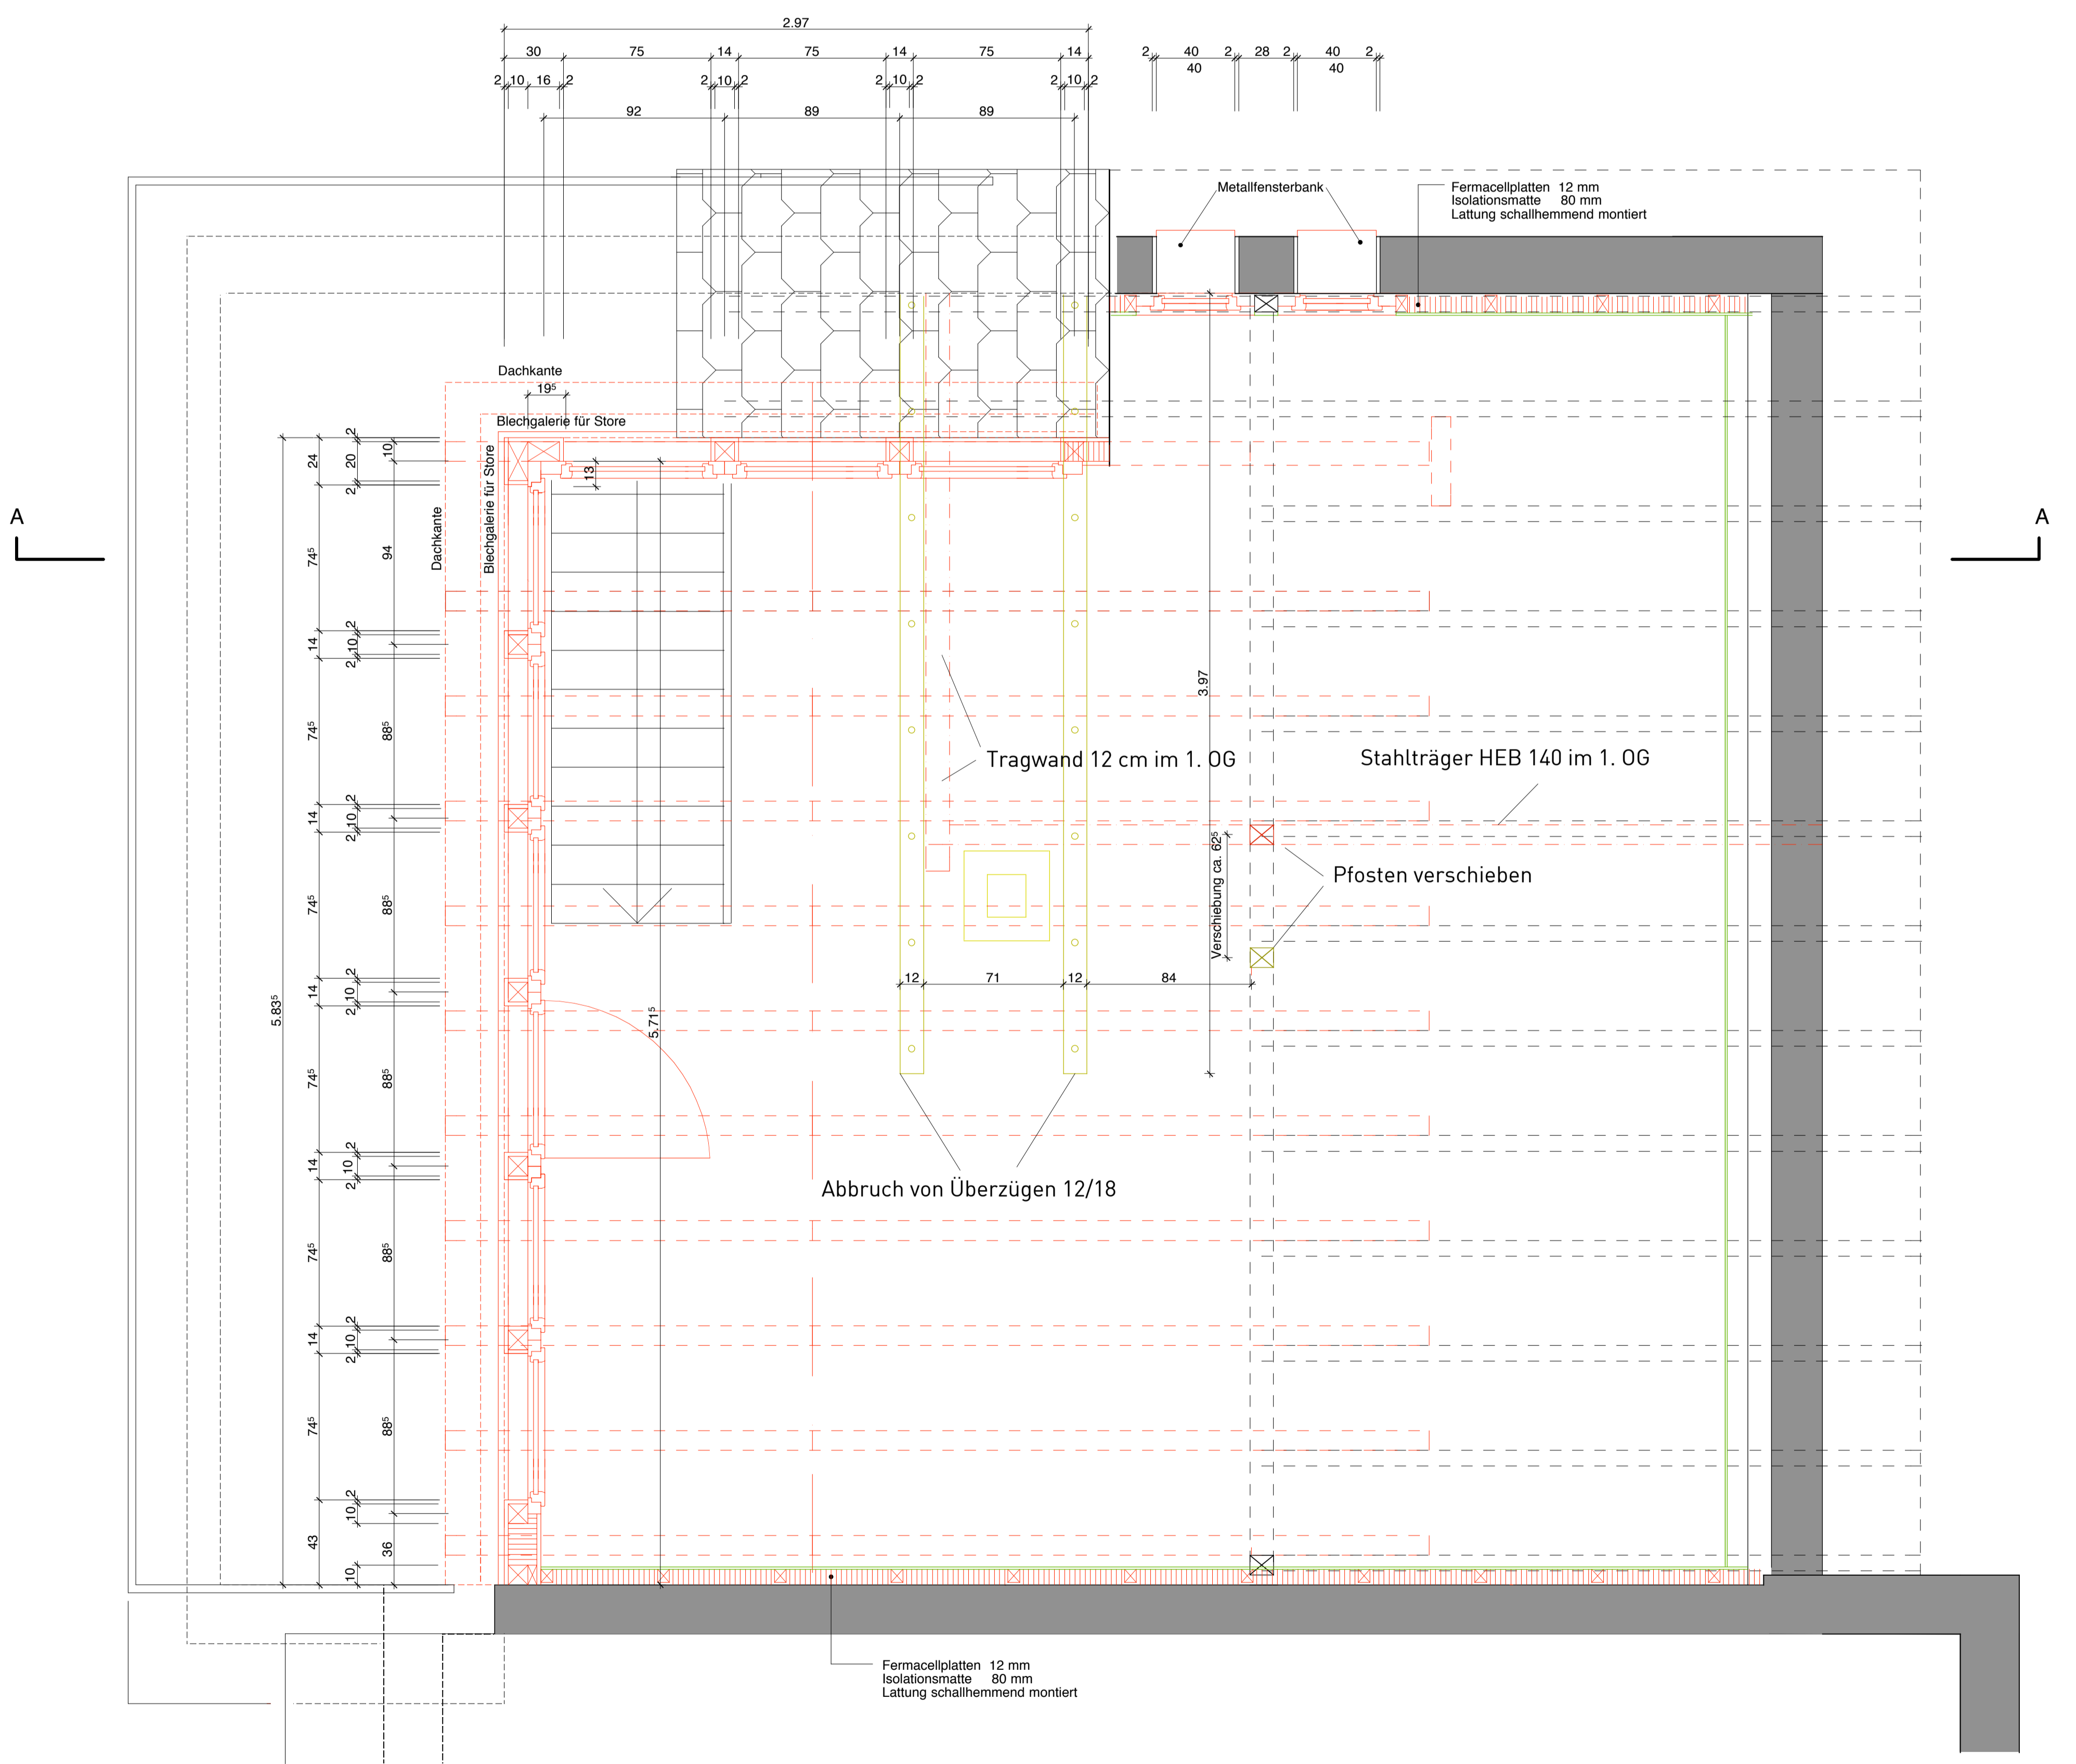 2.97
30 75 14 75 14 75 14
2 40 2 28 2 40 2
40 40
2 10 16 2 2 10 2 2 10 2 2 10 2
92 89 89
Metallfensterbank
Fermacellplatten 12 mm
Isolationsmatte 80 mm
Lattung schallhemmend montiert
Dachkante
19⁵
Blechgalerie für Store
Dachkante
Blechgalerie für Store
13
A
A
5.83⁵
24
74⁵
14
74⁵
14
74⁵
14
74⁵
14
74⁵
14
74⁵
43
2
20
2
2
10
2
2
10
2
2
10
2
2
10
2
2
10
2
2
10
10
10
94
88⁵
88⁵
88⁵
88⁵
88⁵
36
5.71⁵
3.97
Tragwand 12 cm im 1. OG
Stahlträger HEB 140 im 1. OG
Verschiebung ca. 62⁵
Pfosten verschieben
12 71 12 84
Abbruch von Überzügen 12/18
Fermacellplatten 12 mm
Isolationsmatte 80 mm
Lattung schallhemmend montiert